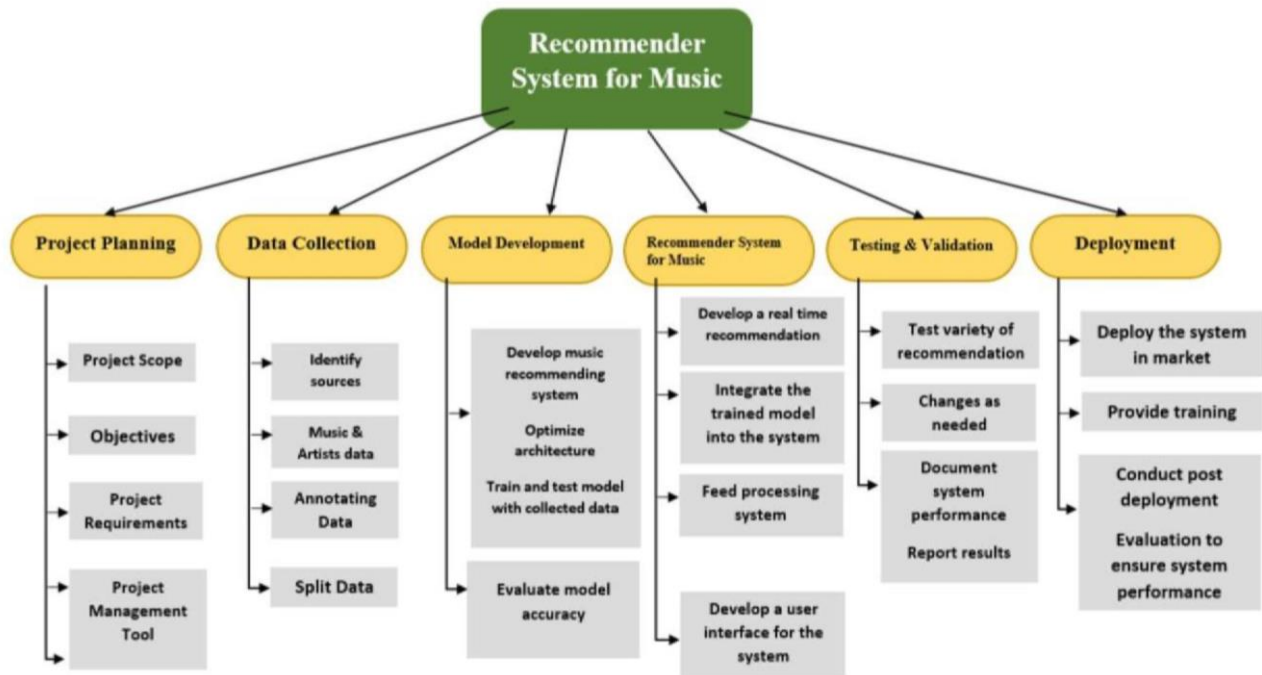 Recommender
System for Music
Project Planning
Project Scope
Objectives
Project
Requirements
Project
Management
Tool
Data Collection
Identify
sources
Music &
Artists data
Annotating
Data
Split Data
Model Development
Develop music
recommending
system
Optimize
architecture
Train and test model
with collected data
Evaluate model
accuracy
Recommender System
for Music
Develop a real time
recommendation
Integrate the
trained model
into the system
Feed processing
system
Develop a user
interface for the
system
Testing & Validation
Test variety of
recommendation
Changes as
needed
Document
system
performance
Report results
Deployment
Deploy the system
in market
Provide training
Conduct post
deployment
Evaluation to
ensure system
performance